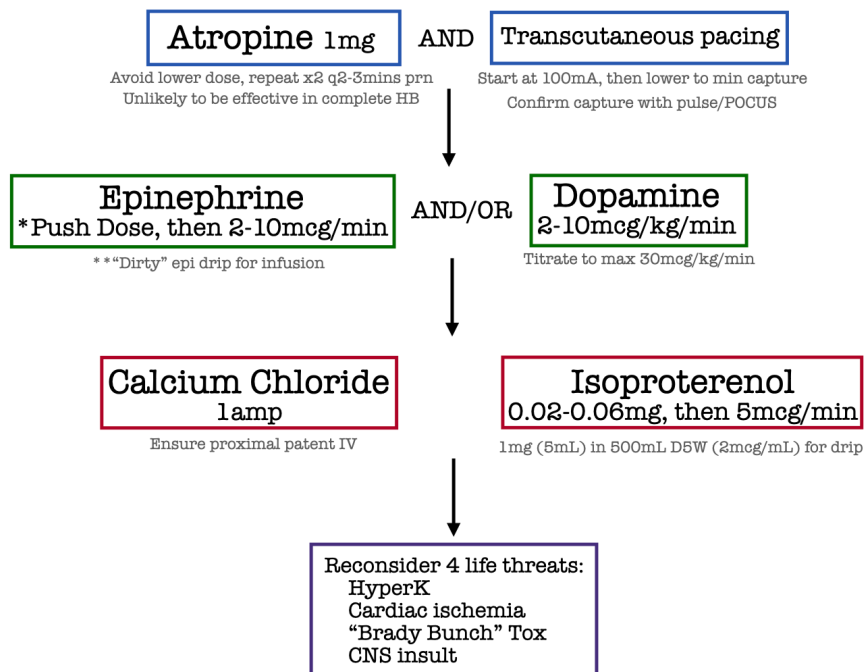 Atropine 1mg AND Transcutaneous pacing
Avoid lower dose, repeat x2 q2-3mins prn
Unlikely to be effective in complete HB
Start at 100mA, then lower to min capture
Confirm capture with pulse/POCUS
Epinephrine
*Push Dose, then 2-10mcg/min
**“Dirty” epi drip for infusion
AND/OR
Dopamine
2-10mcg/kg/min
Titrate to max 30mcg/kg/min
Calcium Chloride
1amp
Ensure proximal patent IV
Isoproterenol
0.02-0.06mg, then 5mcg/min
1mg (5mL) in 500mL D5W (2mcg/mL) for drip
Reconsider 4 life threats:
HyperK
Cardiac ischemia
“Brady Bunch” Tox
CNS insult